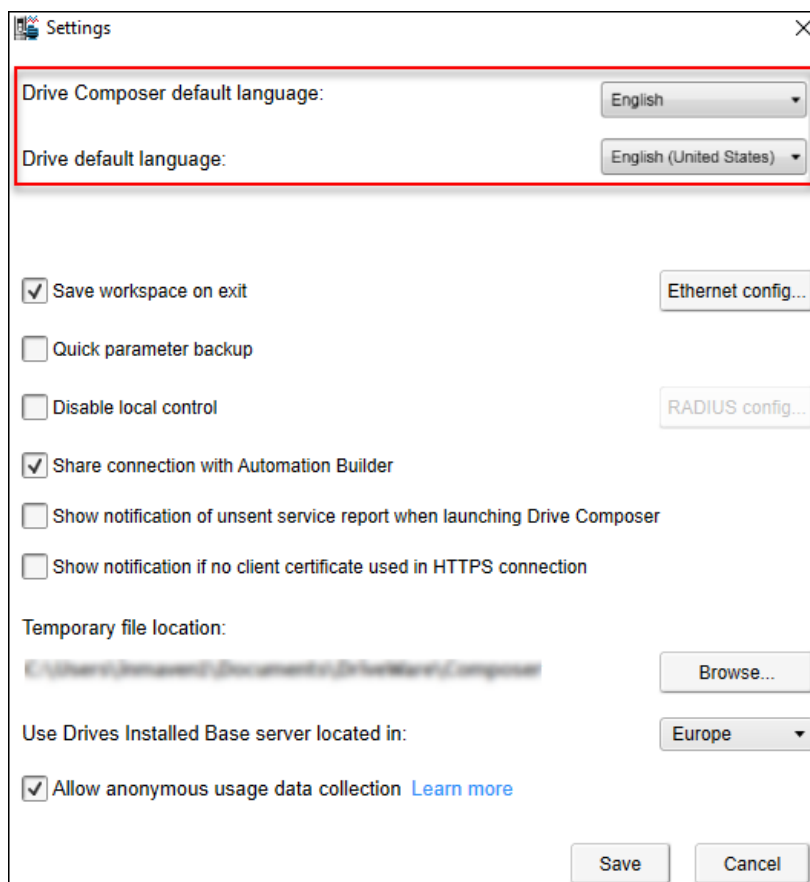 Settings
Drive Composer default language:
English
Drive default language:
English (United States)
Save workspace on exit
Ethernet config...
Quick parameter backup
Disable local control
RADIUS config...
Share connection with Automation Builder
Show notification of unsent service report when launching Drive Composer
Show notification if no client certificate used in HTTPS connection
Temporary file location:
Browse...
Use Drives Installed Base server located in:
Europe
Allow anonymous usage data collection Learn more
Save Cancel